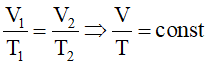 V₁/T₁ = V₂/T₂ ⇒ V/T = const